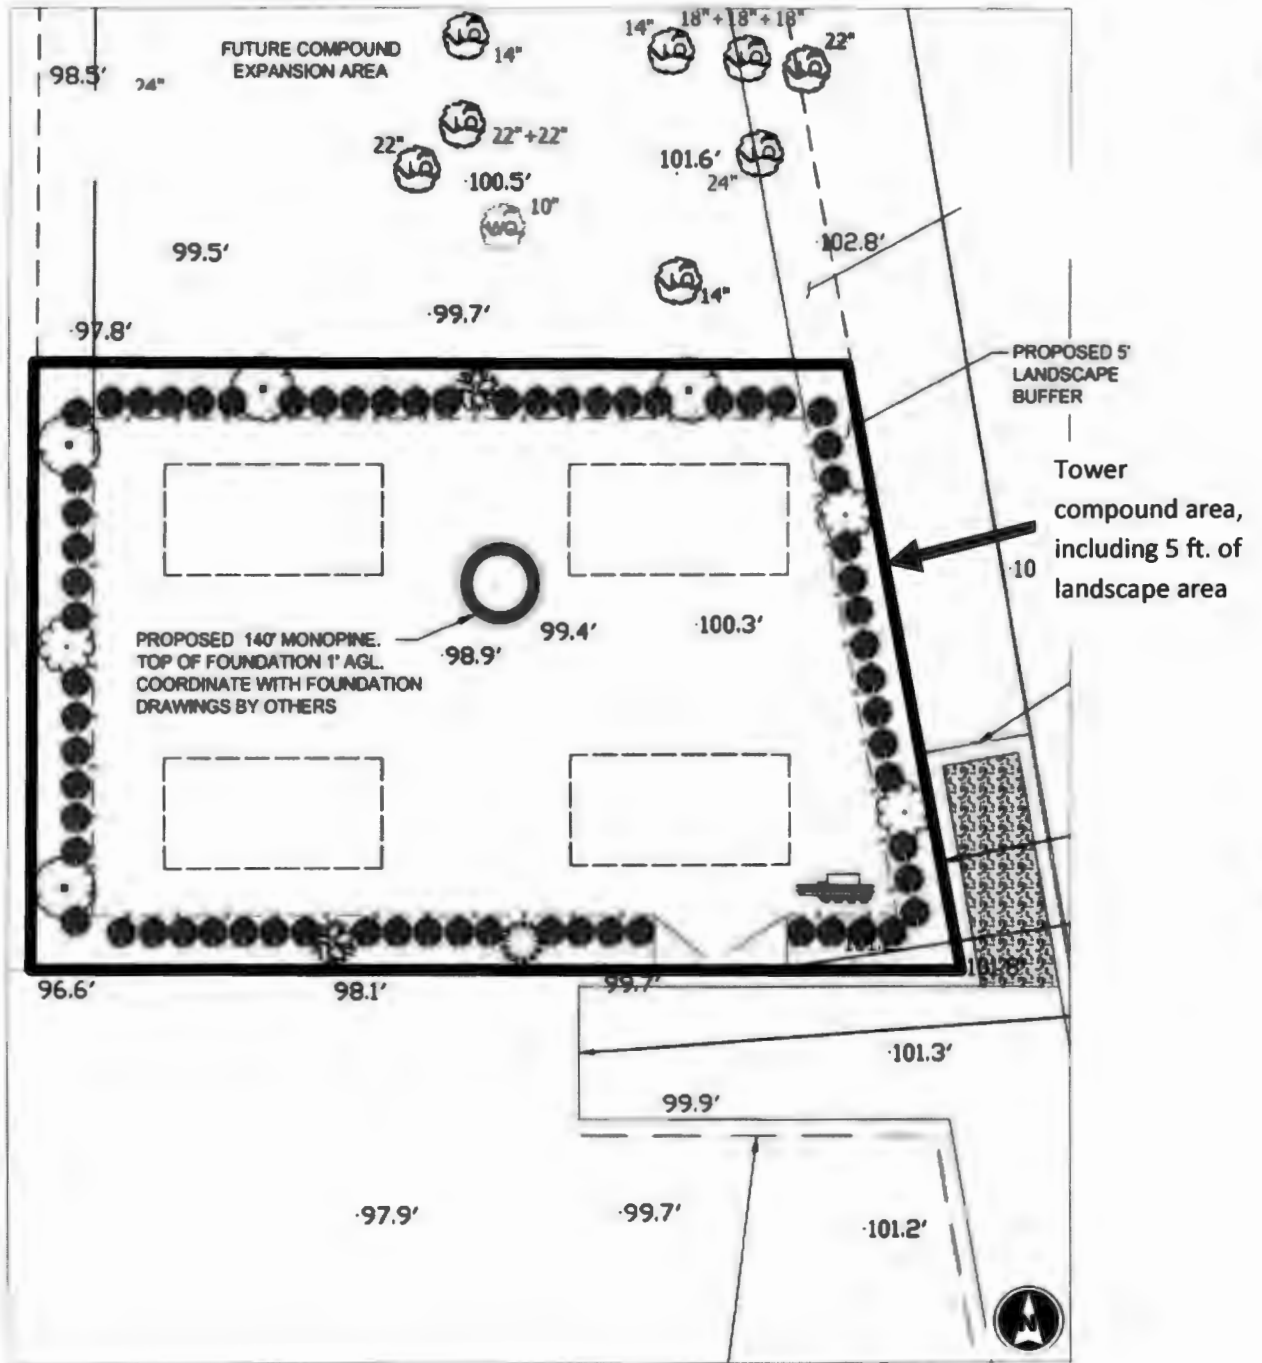 14"
18"+18"+18"
22"
FUTURE COMPOUND
EXPANSION AREA
14"
98.5'
24"
22"+22"
22"
101.6'
24"
·100.5'
10"
99.5'
·102.8'
14"
·99.7'
·97.8'
PROPOSED 5'
LANDSCAPE
BUFFER
Tower
compound area,
including 5 ft. of
landscape area
·10
PROPOSED 140' MONOPINE.
TOP OF FOUNDATION 1' AGL.
COORDINATE WITH FOUNDATION
DRAWINGS BY OTHERS
·98.9'
99.4'
·100.3'
96.6'
98.1'
99.7'
101.8'
·101.3'
99.9'
·97.9'
·99.7'
·101.2'
N